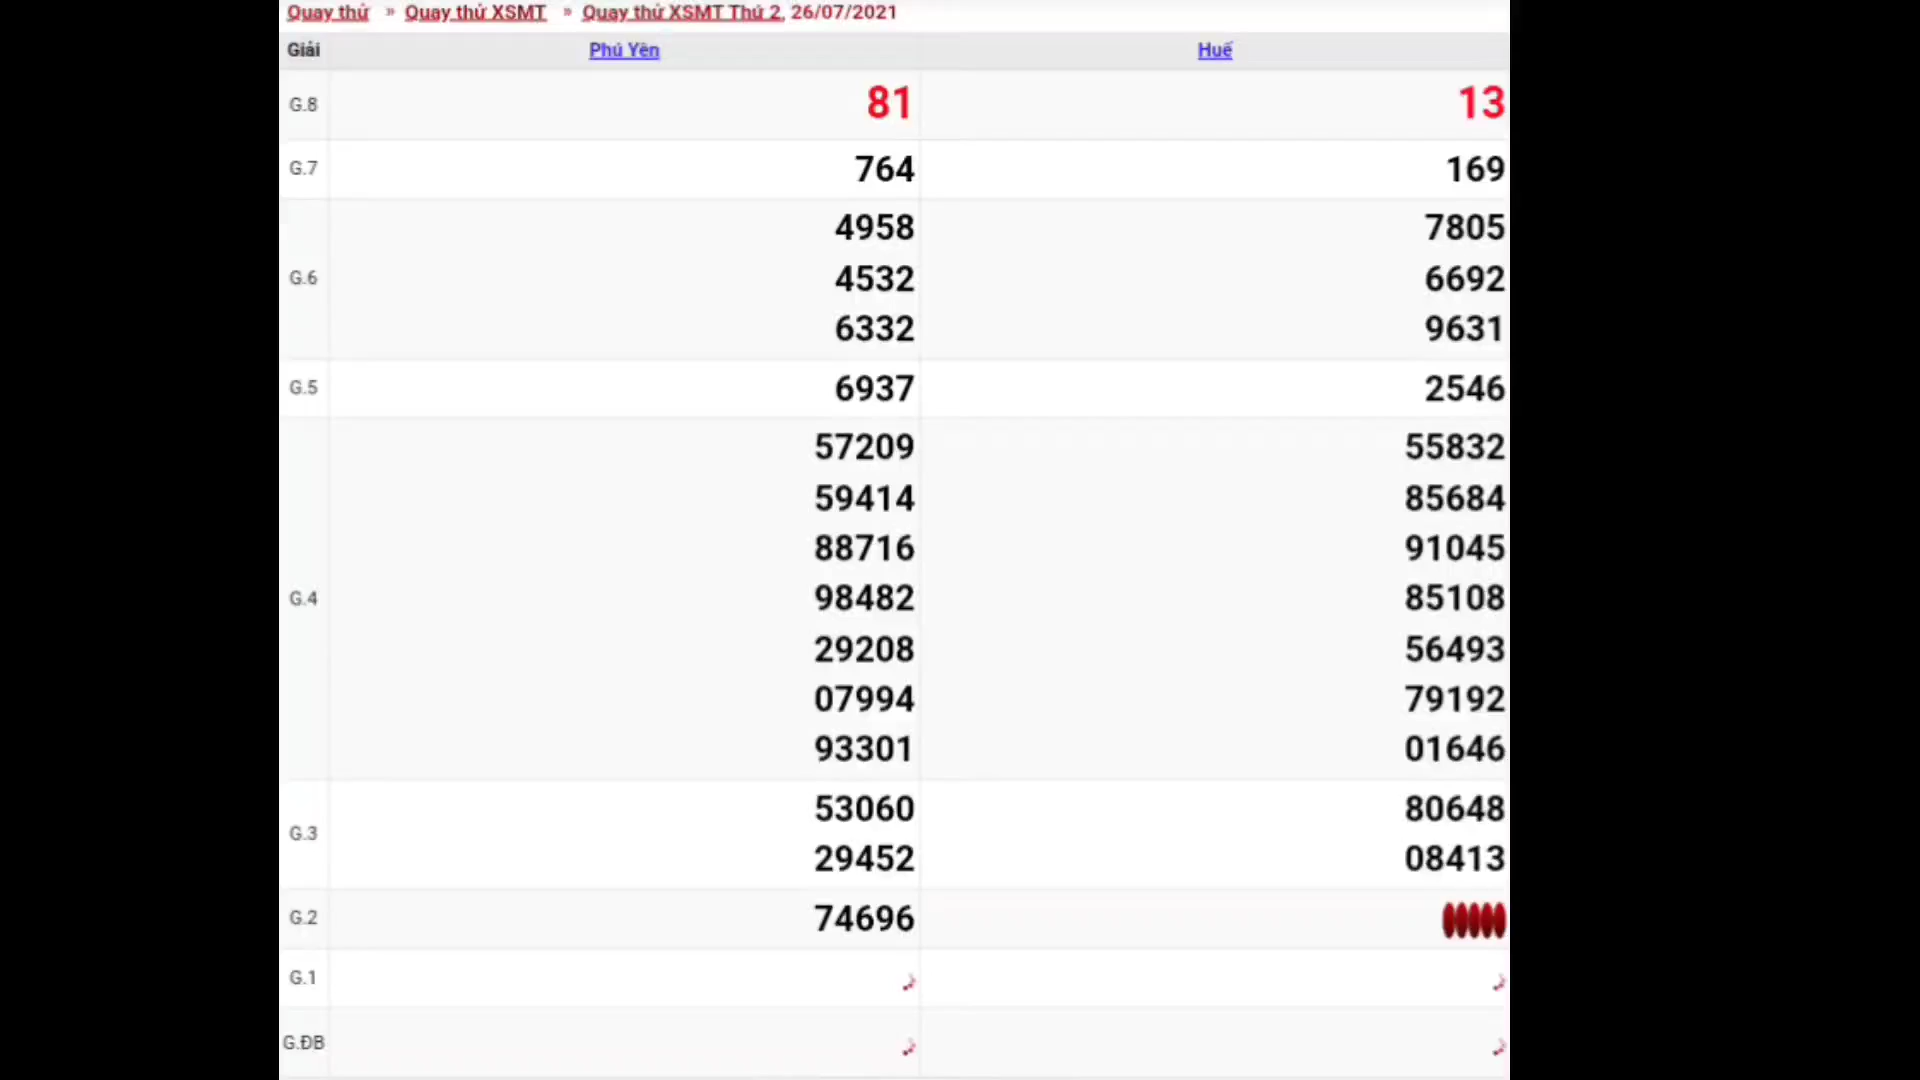 Quay thử » Quay thử XSMT » Quay thử XSMT Thứ 2, 26/07/2021
Giải Phú Yên Huế
G.8 81 13
G.7 764 169
4958 7805
G.6 4532 6692
6332 9631
G.5 6937 2546
57209 55832
59414 85684
88716 91045
G.4 98482 85108
29208 56493
07994 79192
93301 01646
G.3 53060 80648
29452 08413
G.2 74696
G.1
G.ĐB